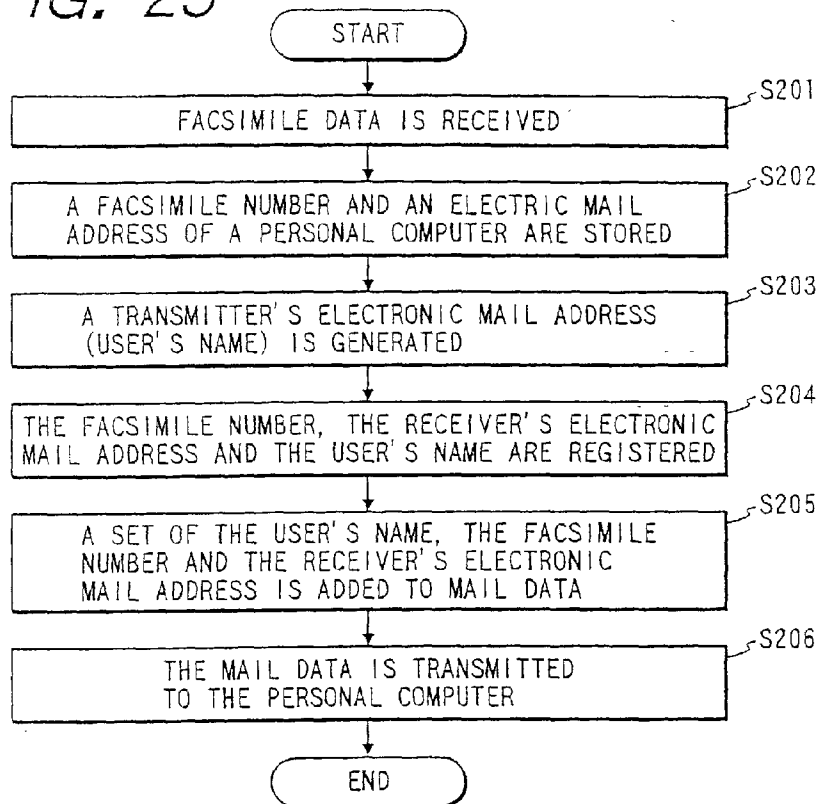 IG. 25
START
S201
FACSIMILE DATA IS RECEIVED
S202
A FACSIMILE NUMBER AND AN ELECTRIC MAIL
ADDRESS OF A PERSONAL COMPUTER ARE STORED
S203
A TRANSMITTER'S ELECTRONIC MAIL ADDRESS
(USER'S NAME) IS GENERATED
S204
THE FACSIMILE NUMBER, THE RECEIVER'S ELECTRONIC
MAIL ADDRESS AND THE USER'S NAME ARE REGISTERED
S205
A SET OF THE USER'S NAME, THE FACSIMILE
NUMBER AND THE RECEIVER'S ELECTRONIC
MAIL ADDRESS IS ADDED TO MAIL DATA
S206
THE MAIL DATA IS TRANSMITTED
TO THE PERSONAL COMPUTER
END